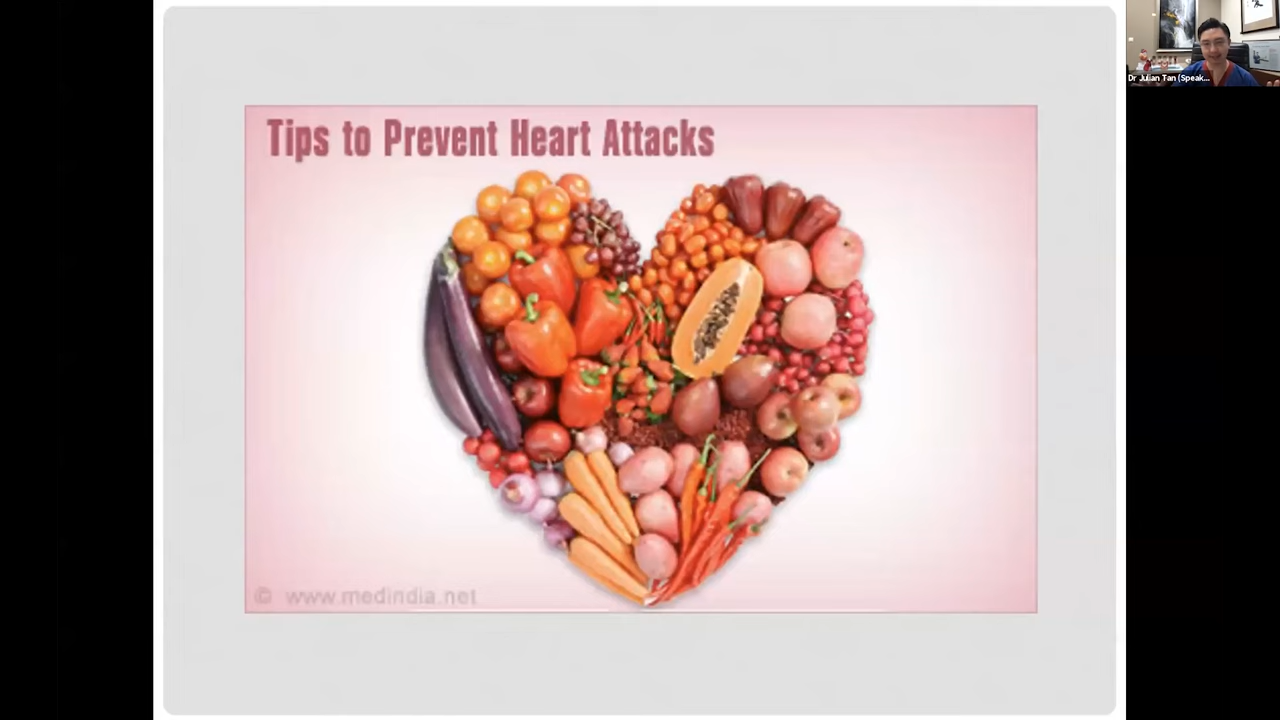 Tips to Prevent Heart Attacks
© www.medindia.net
Dr Julian Tan (Speak...